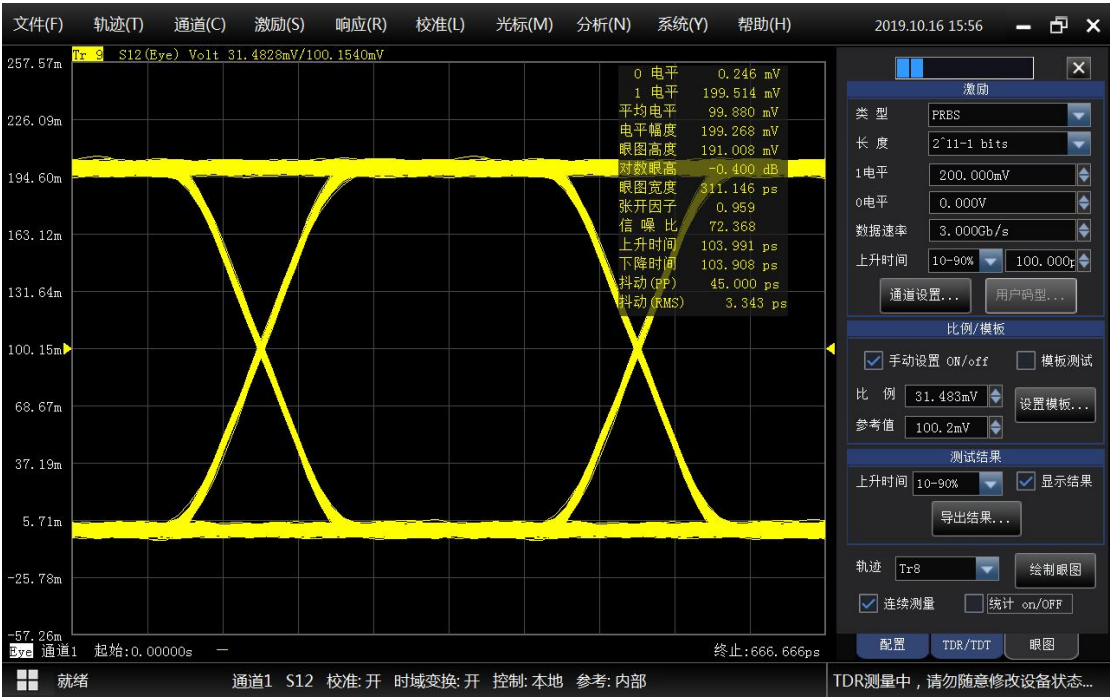 文件(F) 轨迹(T) 通道(C) 激励(S) 响应(R) 校准(L) 光标(M) 分析(N) 系统(Y) 帮助(H) 2019.10.16 15:56
Tr 9 S12(Eye) Volt 31.4828mV/100.1540mV
257.57m
226.09m
194.60m
163.12m
131.64m
100.15m
68.67m
37.19m
5.71m
-25.78m
-57.26m
0 电平 0.246 mV
1 电平 199.514 mV
平均电平 99.880 mV
电平幅度 199.268 mV
眼图高度 191.008 mV
对数眼高 -0.400 dB
眼图宽度 311.146 ps
张开因子 0.959
信 噪 比 72.368
上升时间 103.991 ps
下降时间 103.908 ps
抖动(PP) 45.000 ps
抖动(RMS) 3.343 ps
Eye 通道1 起始:0.00000s 终止:666.666ps
激励
类 型 PRBS
长 度 2^11-1 bits
1电平 200.000mV
0电平 0.000V
数据速率 3.000Gb/s
上升时间 10-90% 100.000p
通道设置... 用户码型...
比例/模板
手动设置 ON/off 模板测试
比 例 31.483mV 设置模板...
参考值 100.2mV
测试结果
上升时间 10-90% 显示结果
导出结果...
轨迹 Tr8 绘制眼图
连续测量 统计 on/OFF
配置 TDR/TDT 眼图
就绪 通道1 S12 校准:开 时域变换:开 控制:本地 参考:内部 TDR测量中，请勿随意修改设备状态...